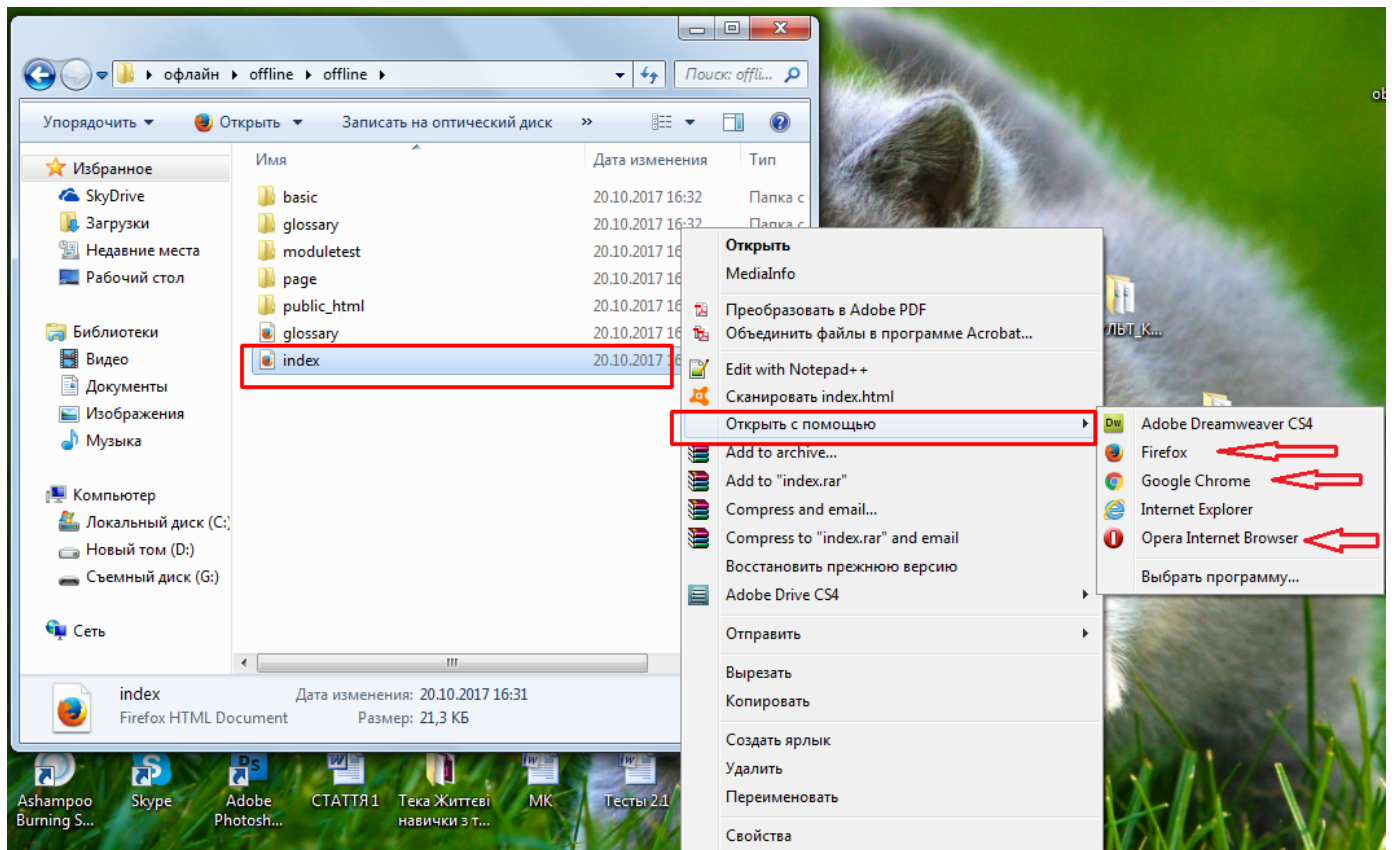 офлайн offline offline
Поиск: offli...
Упорядочить Открыть Записать на оптический диск »
Имя Дата изменения Тип
Избранное
SkyDrive
Загрузки
Недавние места
Рабочий стол
Библиотеки
Видео
Документы
Изображения
Музыка
Компьютер
Локальный диск (C:)
Новый том (D:)
Съемный диск (G:)
Сеть
basic 20.10.2017 16:32 Папка с
glossary 20.10.2017 16:32 Папка с
moduletest 20.10.2017 16
page 20.10.2017 16
public_html 20.10.2017 16
glossary 20.10.2017 16
index 20.10.2017 16
index Дата изменения: 20.10.2017 16:31
Firefox HTML Document Размер: 21,3 КБ
Открыть
MediaInfo
Преобразовать в Adobe PDF
Объединить файлы в программе Acrobat...
Edit with Notepad++
Сканировать index.html
Открыть с помощью
Add to archive...
Add to "index.rar"
Compress and email...
Compress to "index.rar" and email
Восстановить прежнюю версию
Adobe Drive CS4
Отправить
Вырезать
Копировать
Создать ярлык
Удалить
Переименовать
Свойства
Dw Adobe Dreamweaver CS4
Firefox
Google Chrome
Internet Explorer
Opera Internet Browser
Выбрать программу...
Ashampoo
Burning S...
Skype
Ps
Adobe
Photosh...
СТАТТЯ 1
Тека Життєві
навички з т...
МК
Тесты 2.1